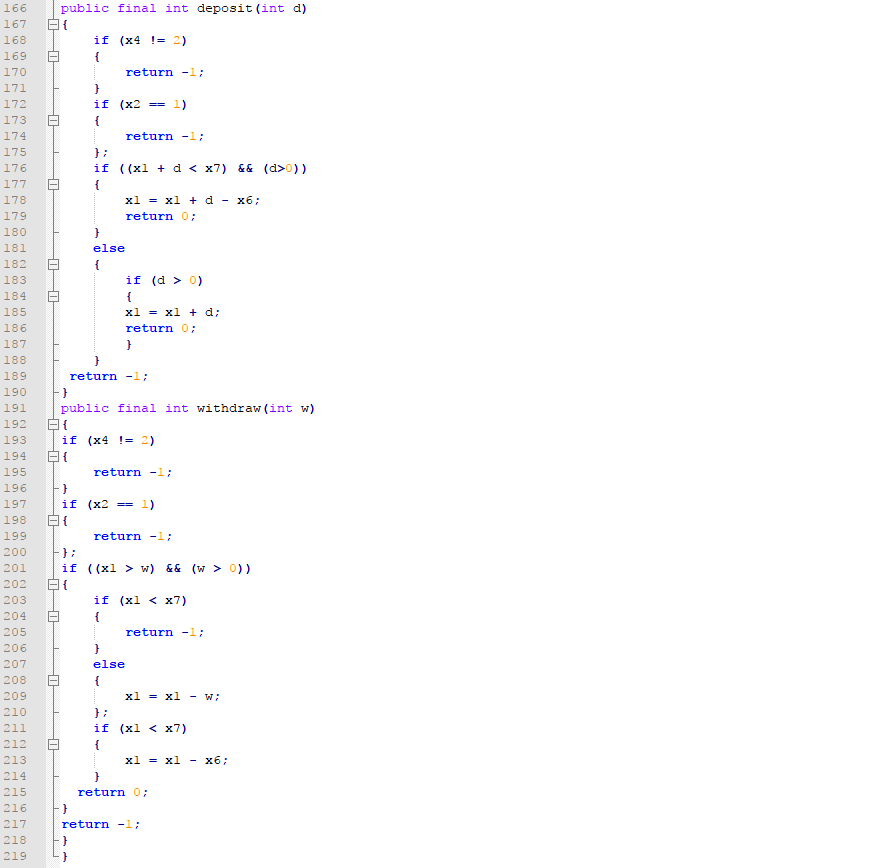 166 public final int deposit(int d)
167 {
168     if (x4 != 2)
169     {
170         return -1;
171     }
172     if (x2 == 1)
173     {
174         return -1;
175     };
176     if ((x1 + d < x7) && (d>0))
177     {
178         x1 = x1 + d - x6;
179         return 0;
180     }
181     else
182     {
183         if (d > 0)
184         {
185         x1 = x1 + d;
186         return 0;
187         }
188     }
189  return -1;
190 }
191 public final int withdraw(int w)
192 {
193 if (x4 != 2)
194 {
195     return -1;
196 }
197 if (x2 == 1)
198 {
199     return -1;
200 };
201 if ((x1 > w) && (w > 0))
202 {
203     if (x1 < x7)
204     {
205         return -1;
206     }
207     else
208     {
209         x1 = x1 - w;
210     };
211     if (x1 < x7)
212     {
213         x1 = x1 - x6;
214     }
215   return 0;
216 }
217 return -1;
218 }
219 }